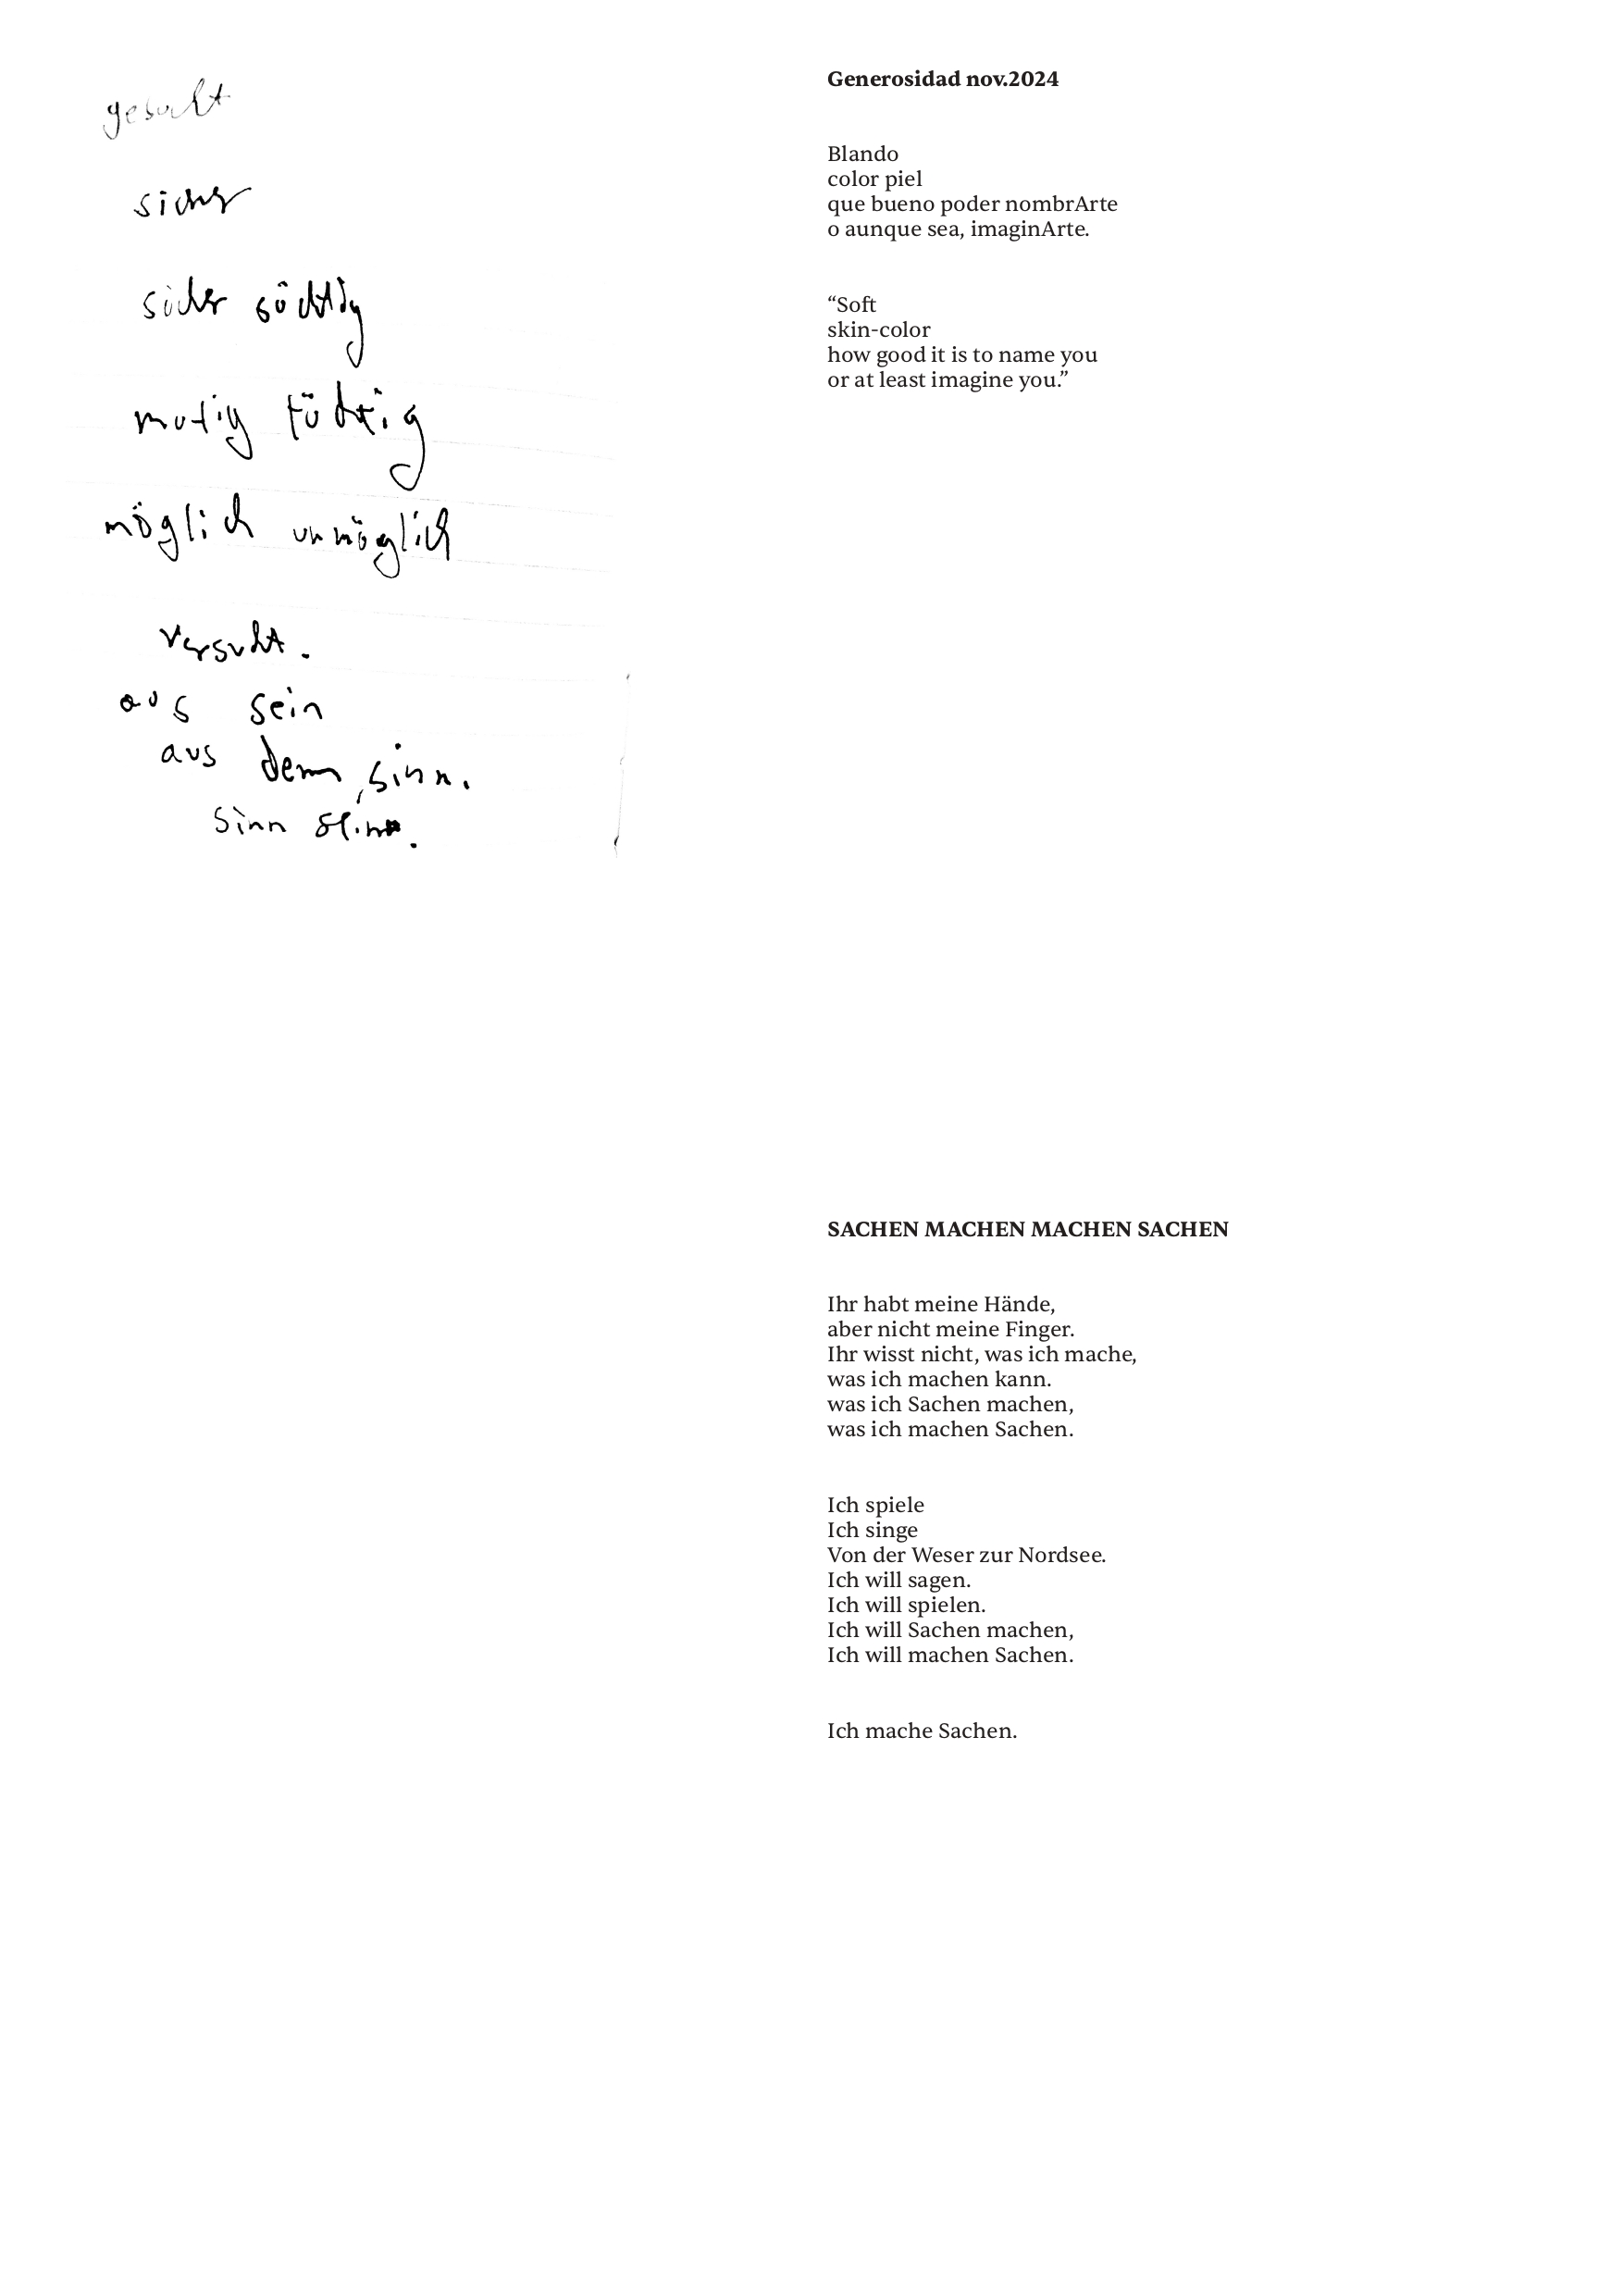 gesucht
sicher
sicher süchtig
mutig tüchtig
möglich unmöglich
versucht.
aus sein
aus dem sinn.
sinn sein.
Generosidad nov.2024
Blando
color piel
que bueno poder nombrArte
o aunque sea, imaginArte.
“Soft
skin-color
how good it is to name you
or at least imagine you.”
SACHEN MACHEN MACHEN SACHEN
Ihr habt meine Hände,
aber nicht meine Finger.
Ihr wisst nicht, was ich mache,
was ich machen kann.
was ich Sachen machen,
was ich machen Sachen.
Ich spiele
Ich singe
Von der Weser zur Nordsee.
Ich will sagen.
Ich will spielen.
Ich will Sachen machen,
Ich will machen Sachen.
Ich mache Sachen.